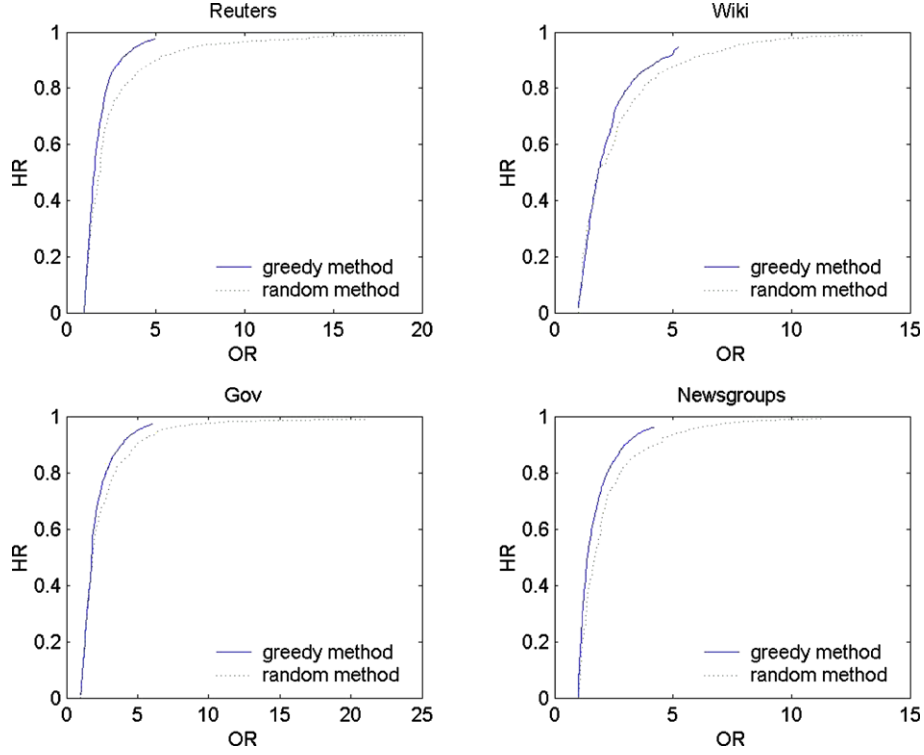 Reuters
1
0.8
0.6
0.4
0.2
0
HR
greedy method
random method
0 5 10 15 20
OR
Wiki
1
0.8
0.6
0.4
0.2
0
HR
greedy method
random method
0 5 10 15
OR
Gov
1
0.8
0.6
0.4
0.2
0
HR
greedy method
random method
0 5 10 15 20 25
OR
Newsgroups
1
0.8
0.6
0.4
0.2
0
HR
greedy method
random method
0 5 10 15
OR